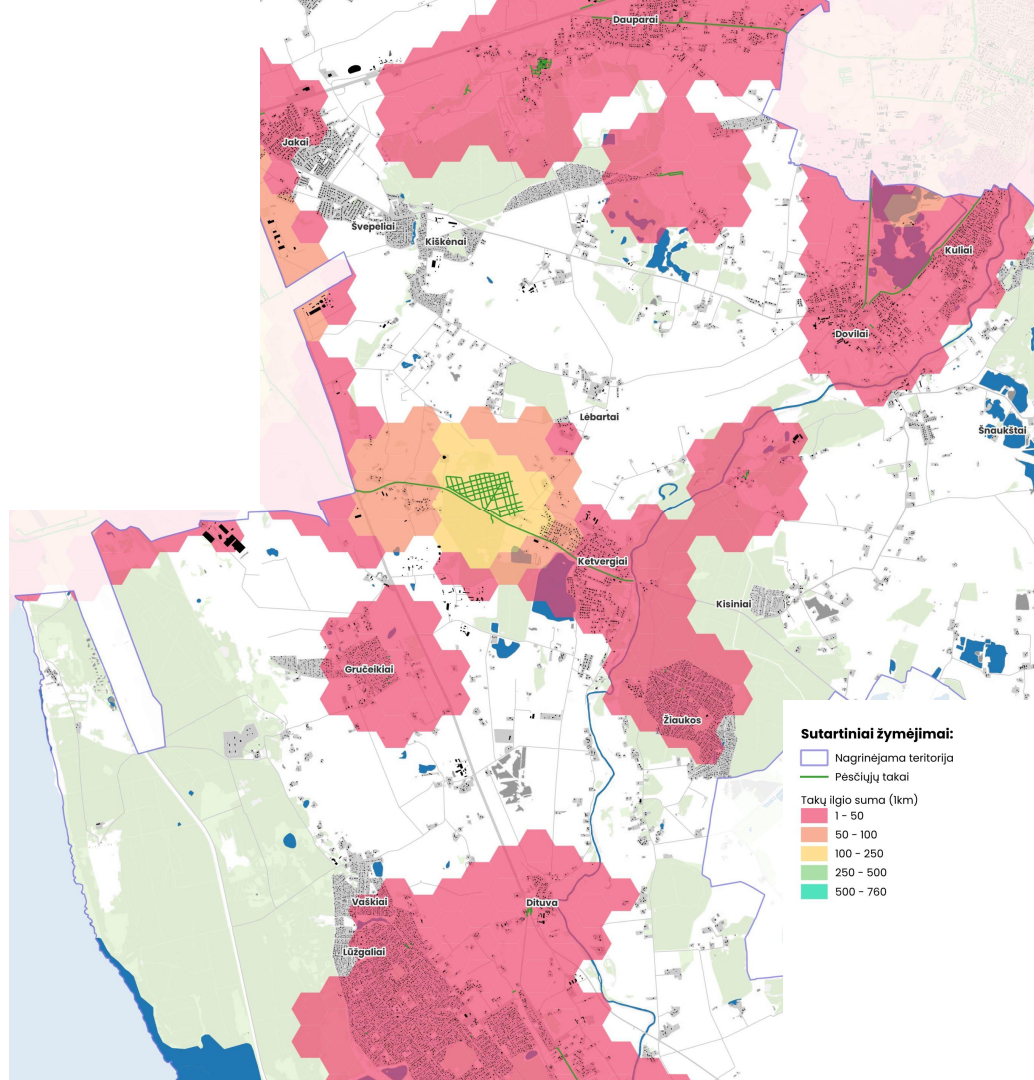 Dauparai
Jakai
Švepeliai
Kiškėnai
Kuliai
Dovilai
Lėbartai
Šnaukštai
Ketvergiai
Kisiniai
Gručeikiai
Žiaukos
Vaškiai
Dituva
Lūžgaliai
Sutartiniai žymėjimai:
Nagrinėjama teritorija
Pėsčiųjų takai
Takų ilgio suma (1km)
1 - 50
50 - 100
100 - 250
250 - 500
500 - 760